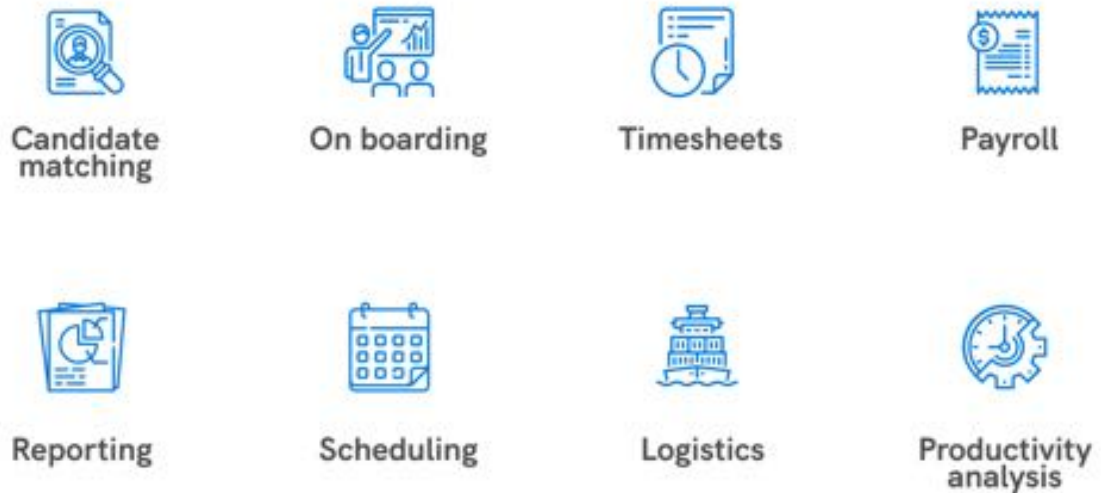 Candidate
matching
On boarding
Timesheets
Payroll
Reporting
Scheduling
Logistics
Productivity
analysis